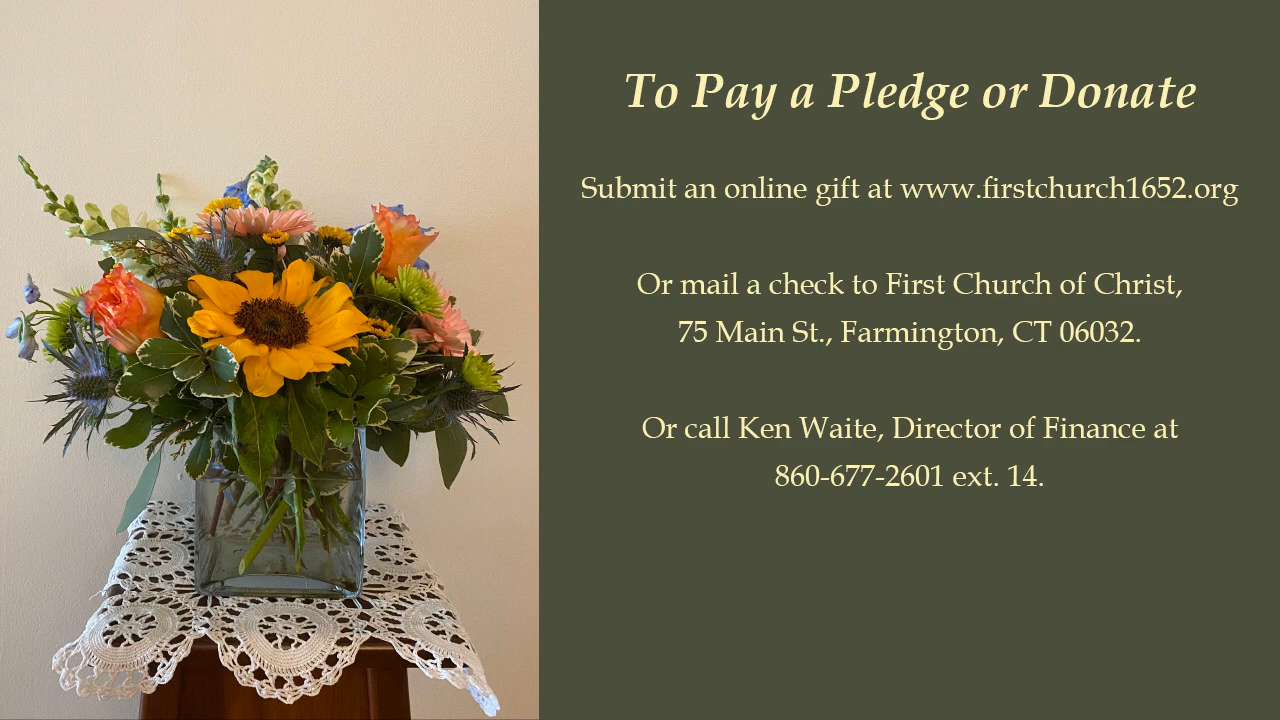 To Pay a Pledge or Donate
Submit an online gift at www.firstchurch1652.org
Or mail a check to First Church of Christ,
75 Main St., Farmington, CT 06032.
Or call Ken Waite, Director of Finance at
860-677-2601 ext. 14.